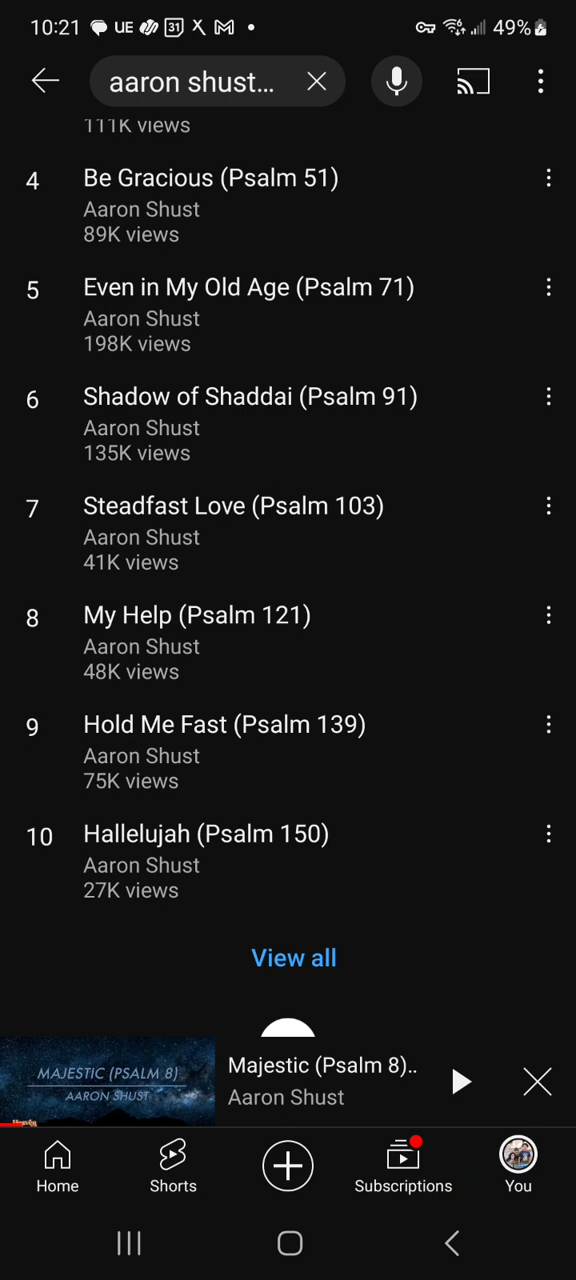 10:21 UE 31 X 49%
aaron shust...
111K views
4 Be Gracious (Psalm 51)
Aaron Shust
89K views
5 Even in My Old Age (Psalm 71)
Aaron Shust
198K views
6 Shadow of Shaddai (Psalm 91)
Aaron Shust
135K views
7 Steadfast Love (Psalm 103)
Aaron Shust
41K views
8 My Help (Psalm 121)
Aaron Shust
48K views
9 Hold Me Fast (Psalm 139)
Aaron Shust
75K views
10 Hallelujah (Psalm 150)
Aaron Shust
27K views
View all
MAJESTIC (PSALM 8)
AARON SHUST
Majestic (Psalm 8)..
Aaron Shust
Home Shorts Subscriptions You